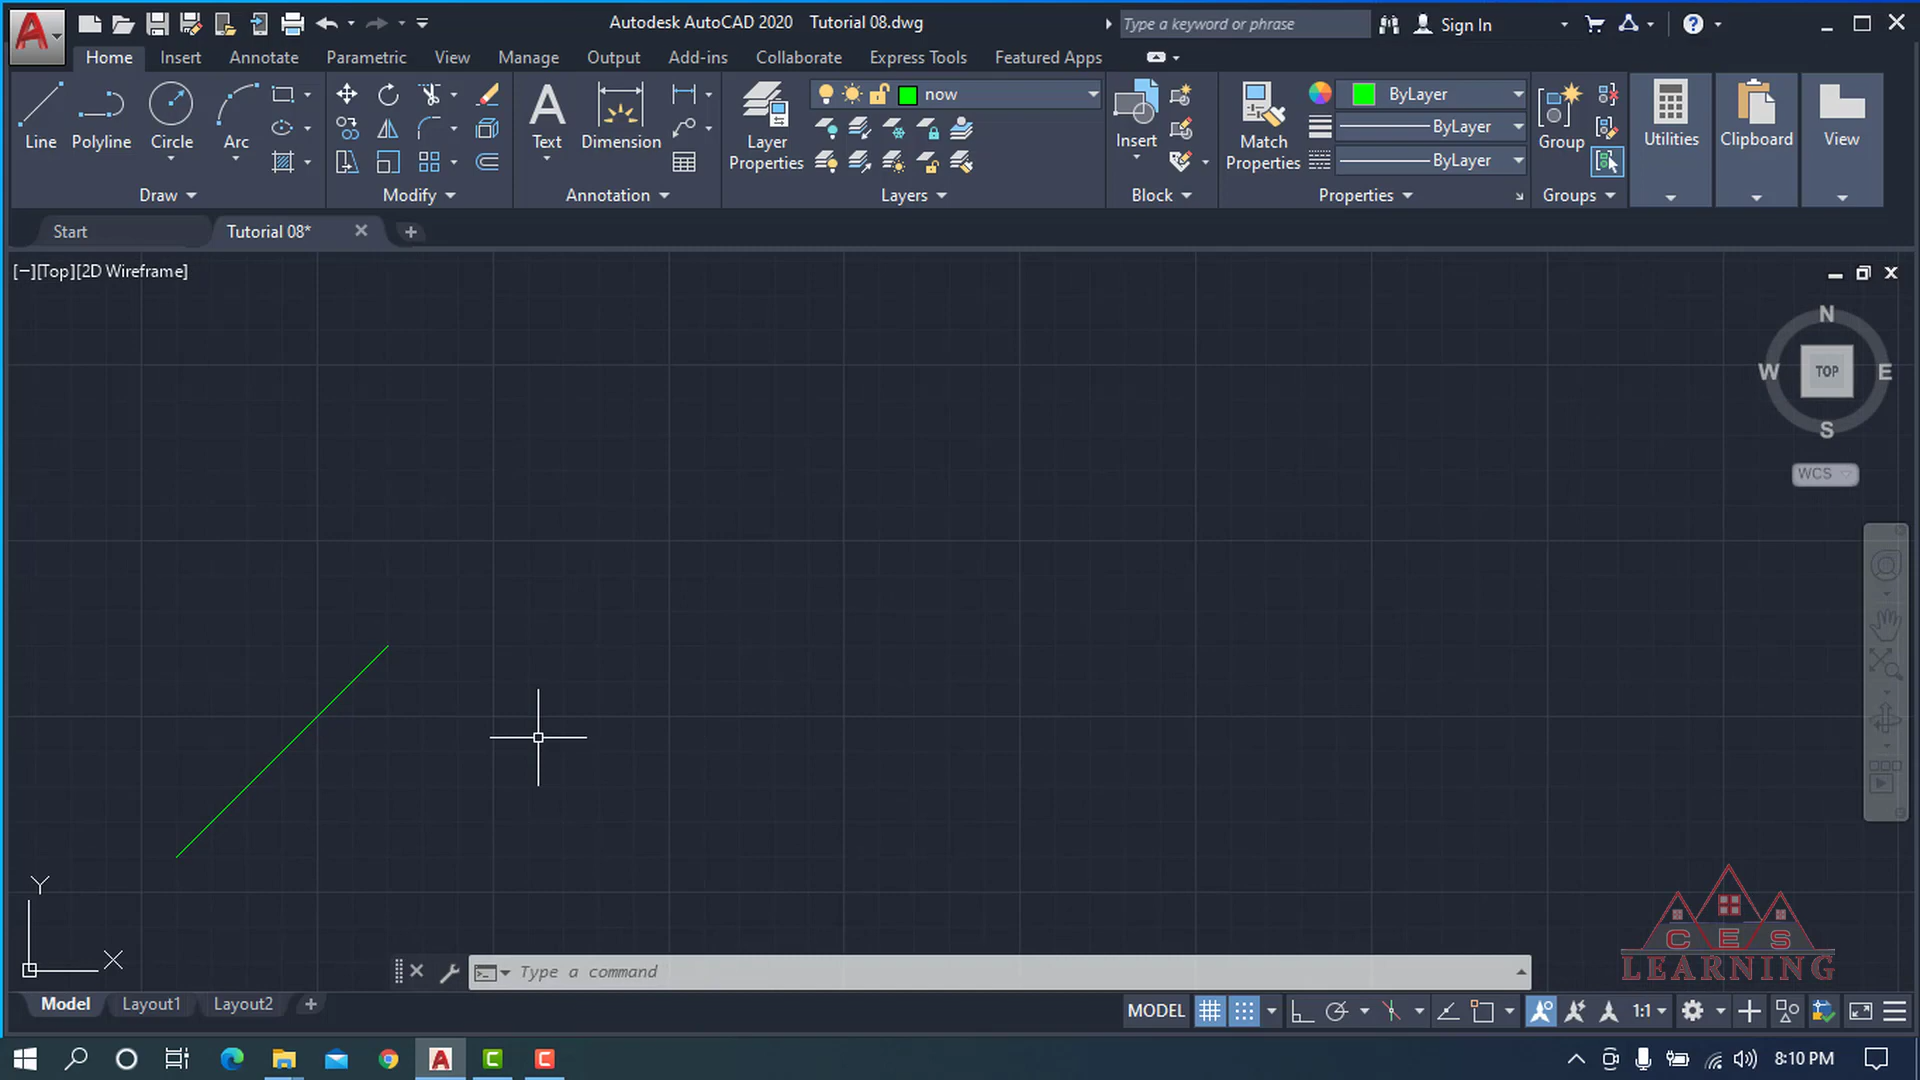 Autodesk AutoCAD 2020 Tutorial 08.dwg
Type a keyword or phrase
Sign In
Home Insert Annotate Parametric View Manage Output Add-ins Collaborate Express Tools Featured Apps
now
ByLayer
ByLayer
ByLayer
Line Polyline Circle Arc
Text Dimension
Layer Properties
Insert
Match Properties
Group
Utilities Clipboard View
Draw Modify Annotation Layers Block Properties Groups
Start Tutorial 08*
[−][Top][2D Wireframe]
N
W TOP E
S
WCS
Y
X
CES
LEARNING
Type a command
Model Layout1 Layout2
MODEL 1:1
8:10 PM